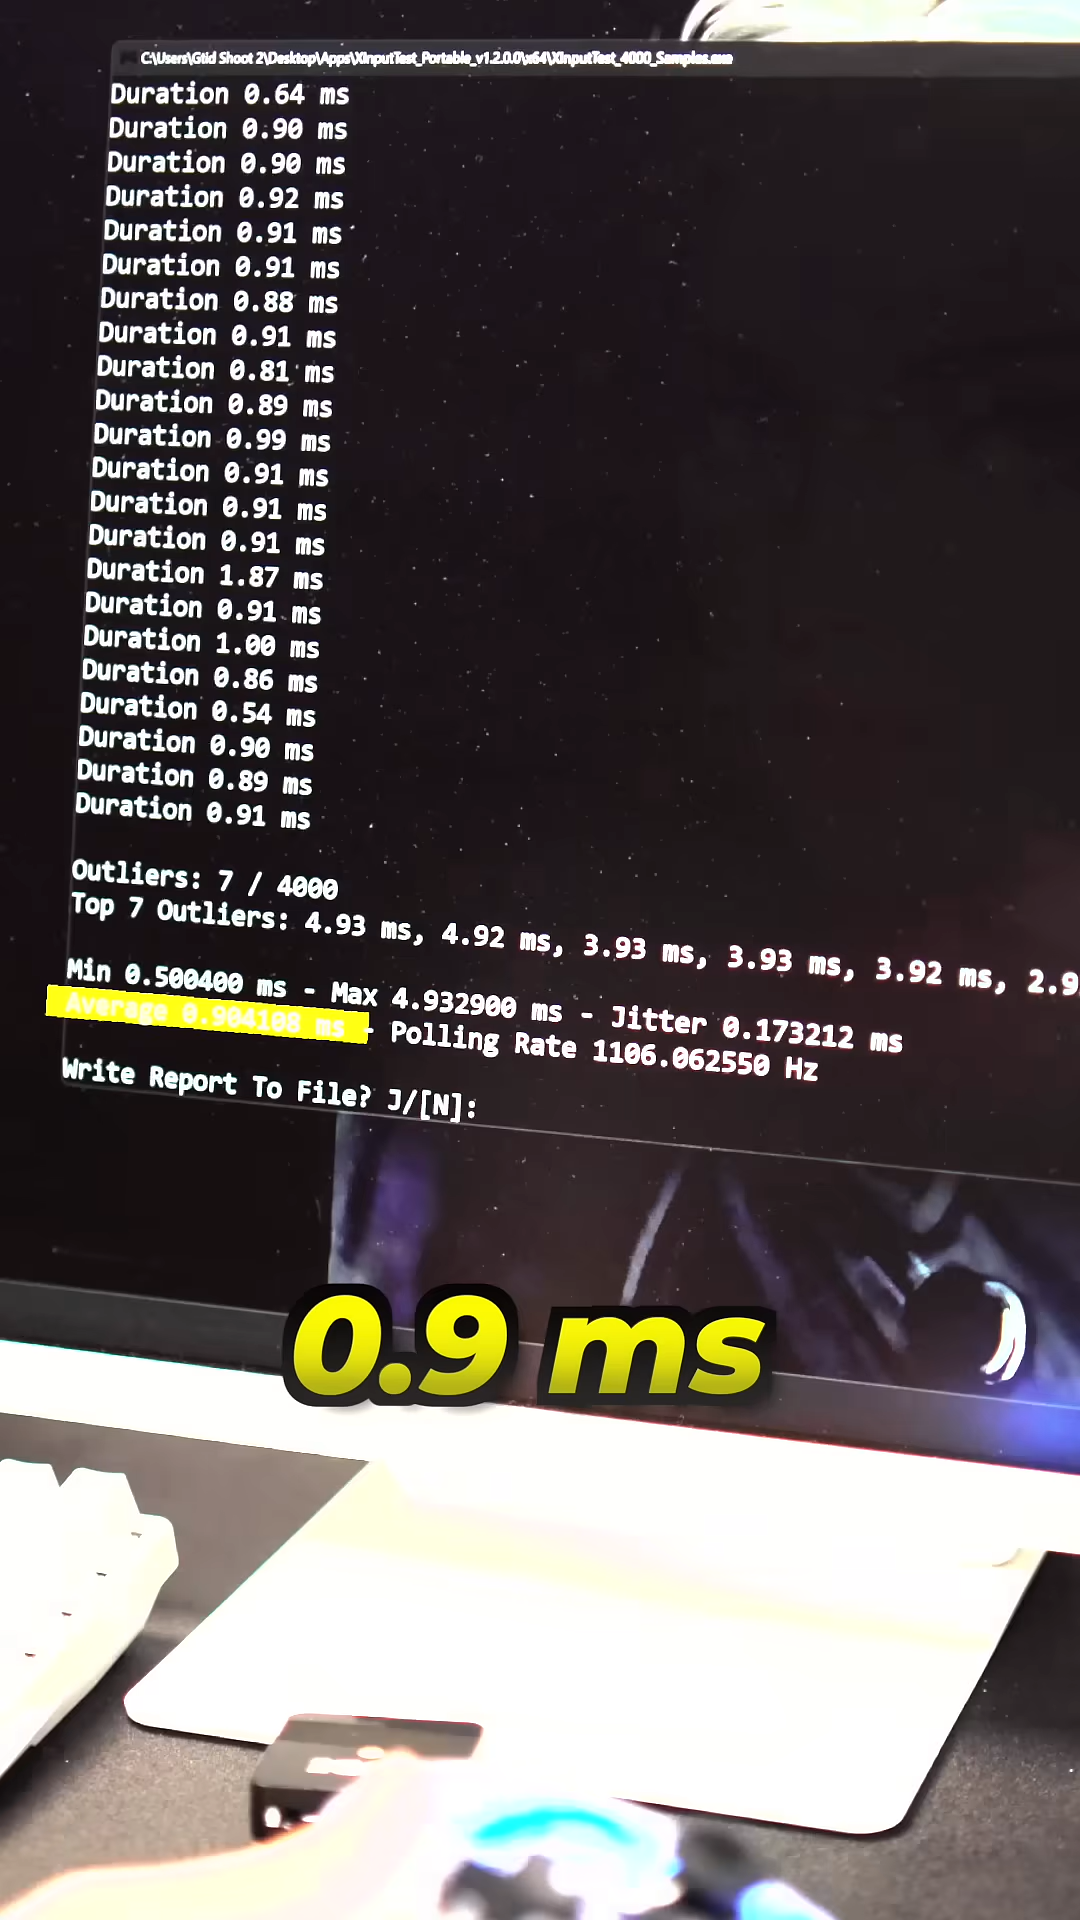 C:\Users\Gtid Shoot 2\Desktop\Apps\XInputTest_Portable_v1.2.0.0\x64\XInputTest_4000_Samples.exe
Duration 0.64 ms
Duration 0.90 ms
Duration 0.90 ms
Duration 0.92 ms
Duration 0.91 ms
Duration 0.91 ms
Duration 0.88 ms
Duration 0.91 ms
Duration 0.81 ms
Duration 0.89 ms
Duration 0.99 ms
Duration 0.91 ms
Duration 0.91 ms
Duration 0.91 ms
Duration 1.87 ms
Duration 0.91 ms
Duration 1.00 ms
Duration 0.86 ms
Duration 0.54 ms
Duration 0.90 ms
Duration 0.89 ms
Duration 0.91 ms
Outliers: 7 / 4000
Top 7 Outliers: 4.93 ms, 4.92 ms, 3.93 ms, 3.93 ms, 3.92 ms, 2.9
Min 0.500400 ms - Max 4.932900 ms - Jitter 0.173212 ms
Average 0.904108 ms - Polling Rate 1106.062550 Hz
Write Report To File? J/[N]:
0.9 ms